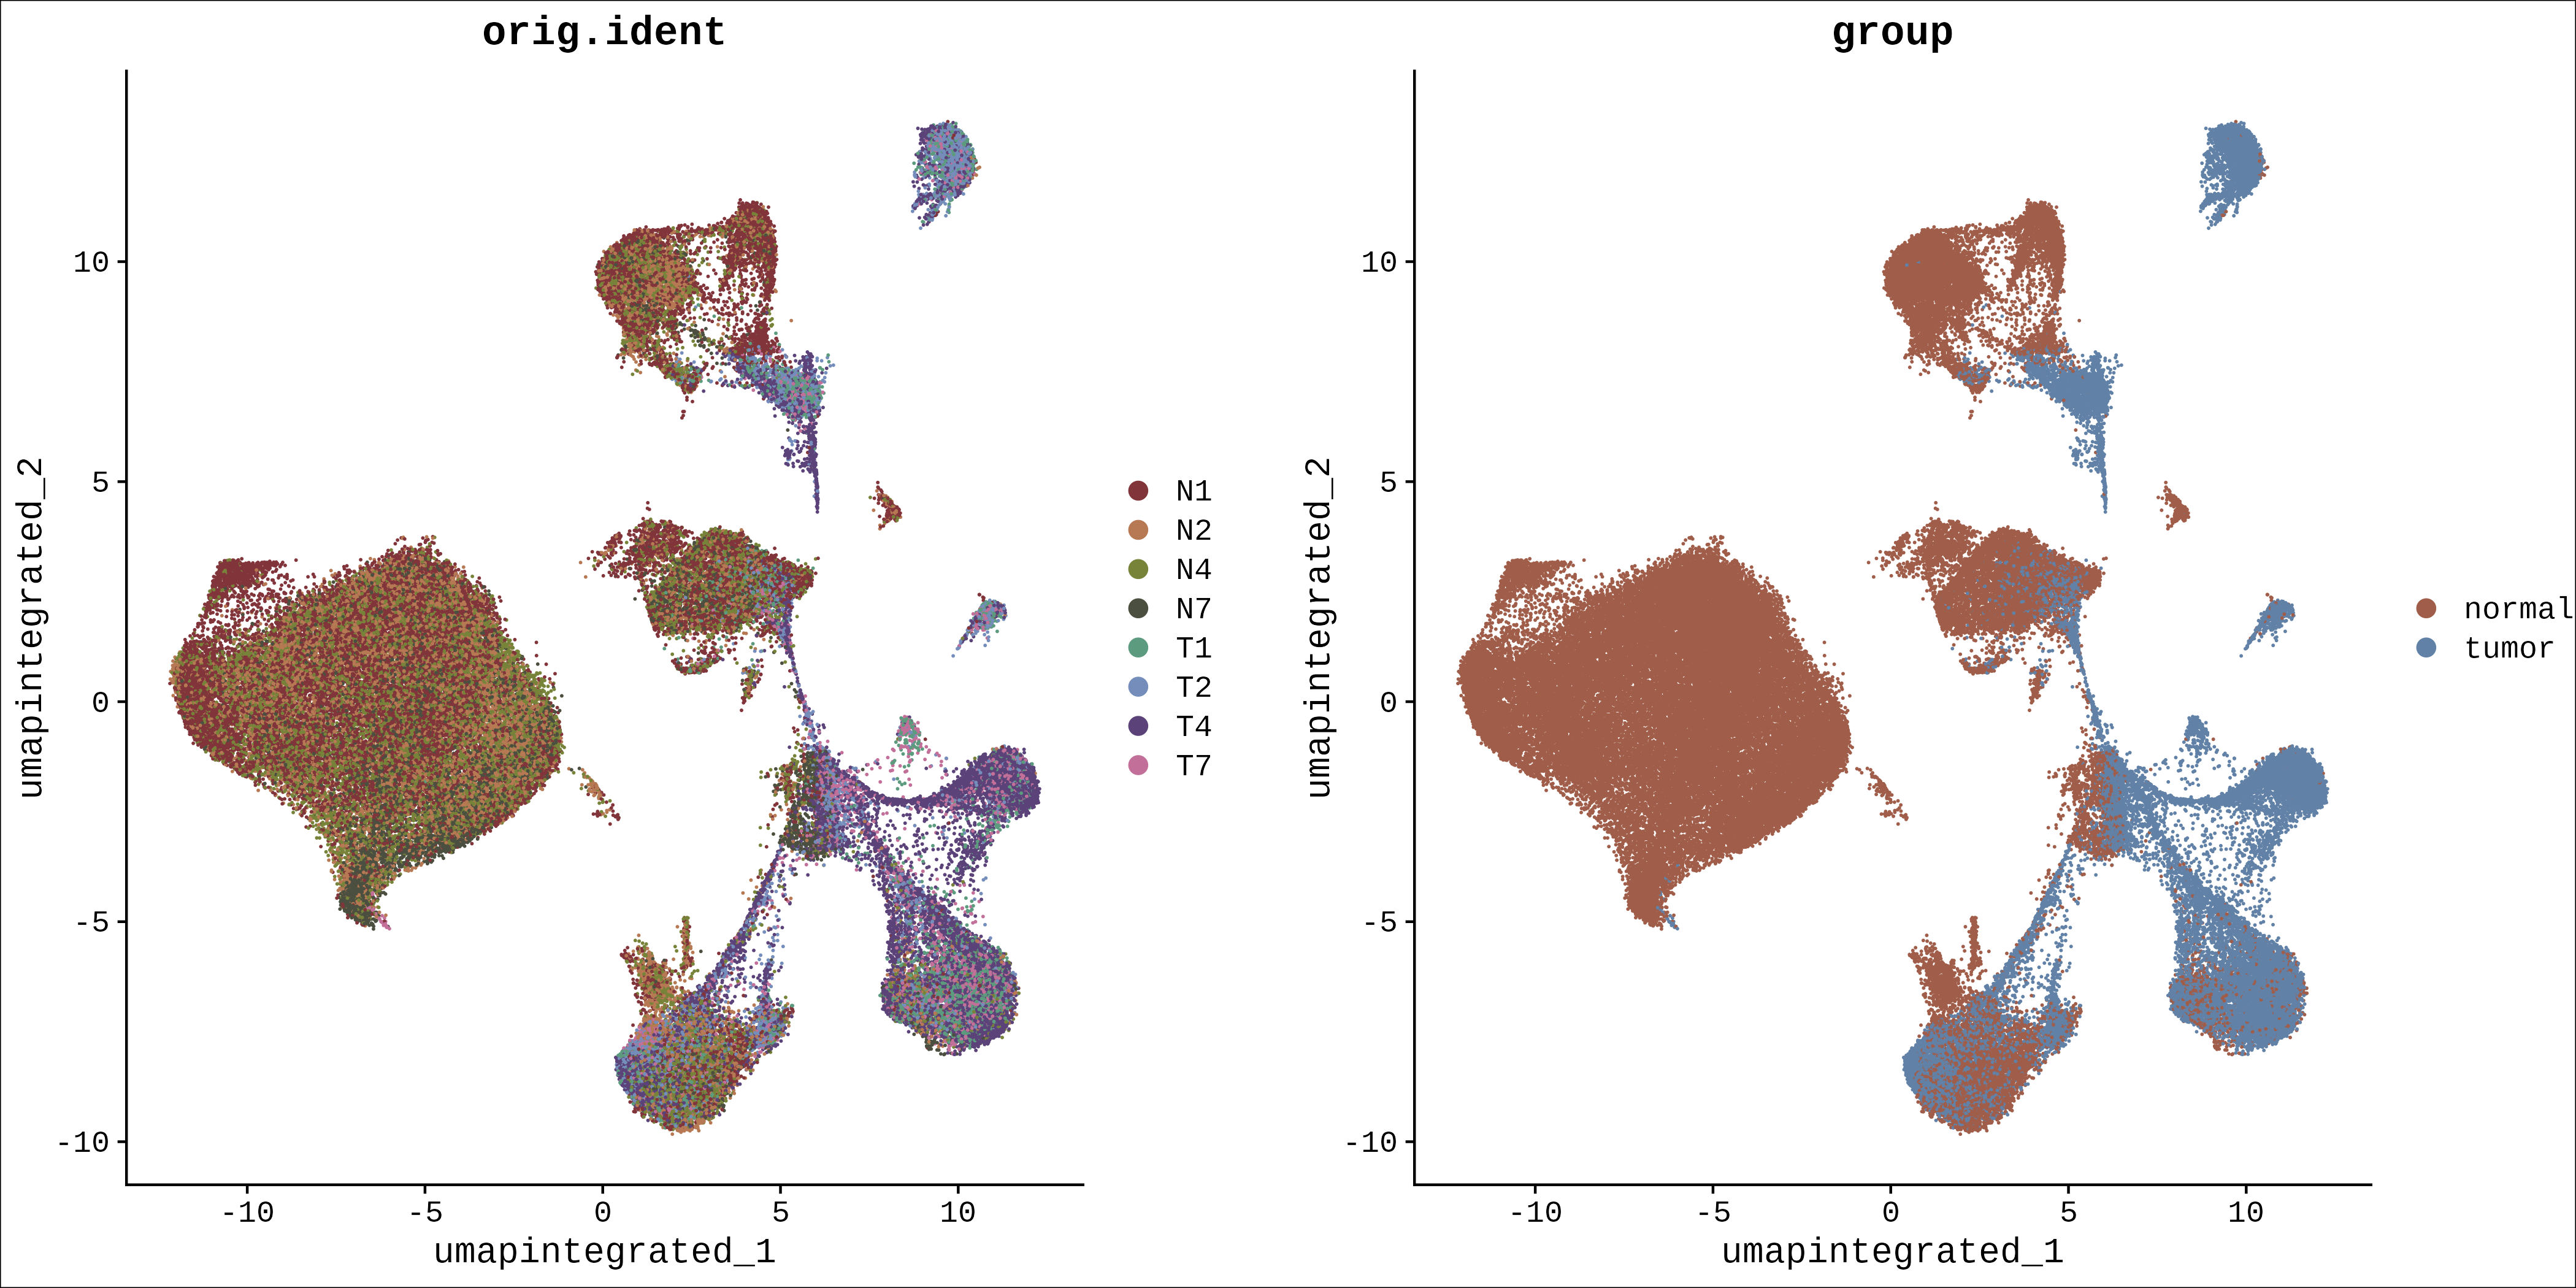 orig.ident
umapintegrated_2
10
5
0
-5
-10
-10
-5
0
5
10
umapintegrated_1
N1
N2
N4
N7
T1
T2
T4
T7
group
umapintegrated_2
10
5
0
-5
-10
-10
-5
0
5
10
umapintegrated_1
normal
tumor